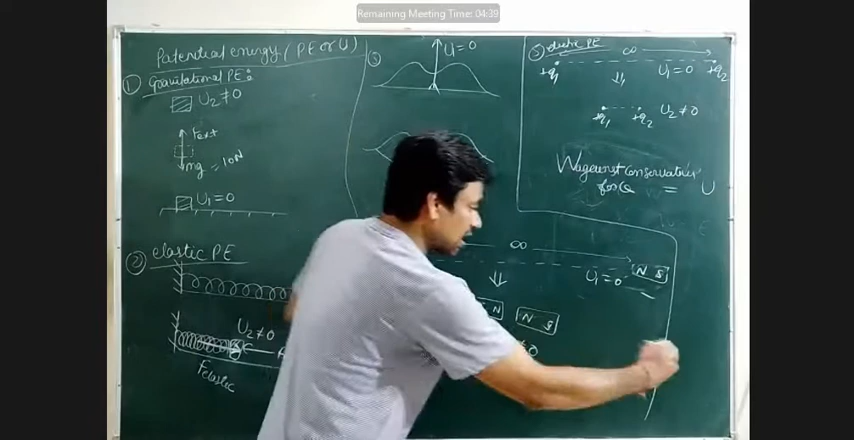 Remaining Meeting Time: 04:39
Potential energy (PE or U)
① Gravitational PE:
U₂≠0
Fext
mg = 10N
U₁=0
② elastic PE
U₂≠0
Felastic
③
U=0
⑤ electric PE
∞
+q₁
U₁=0
+q₂
+q₁
+q₂
U₂≠0
Wagainst conservative
force = U
∞
U₁=0
N S
N
N S
≠0